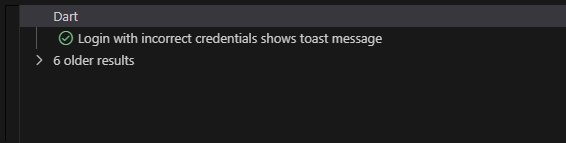 Dart
Login with incorrect credentials shows toast message
6 older results